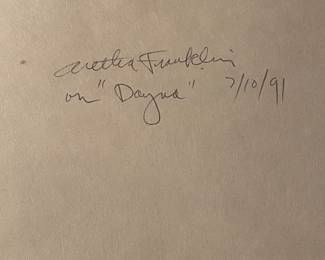 Aretha Franklin
on "Dayna" 7/10/91